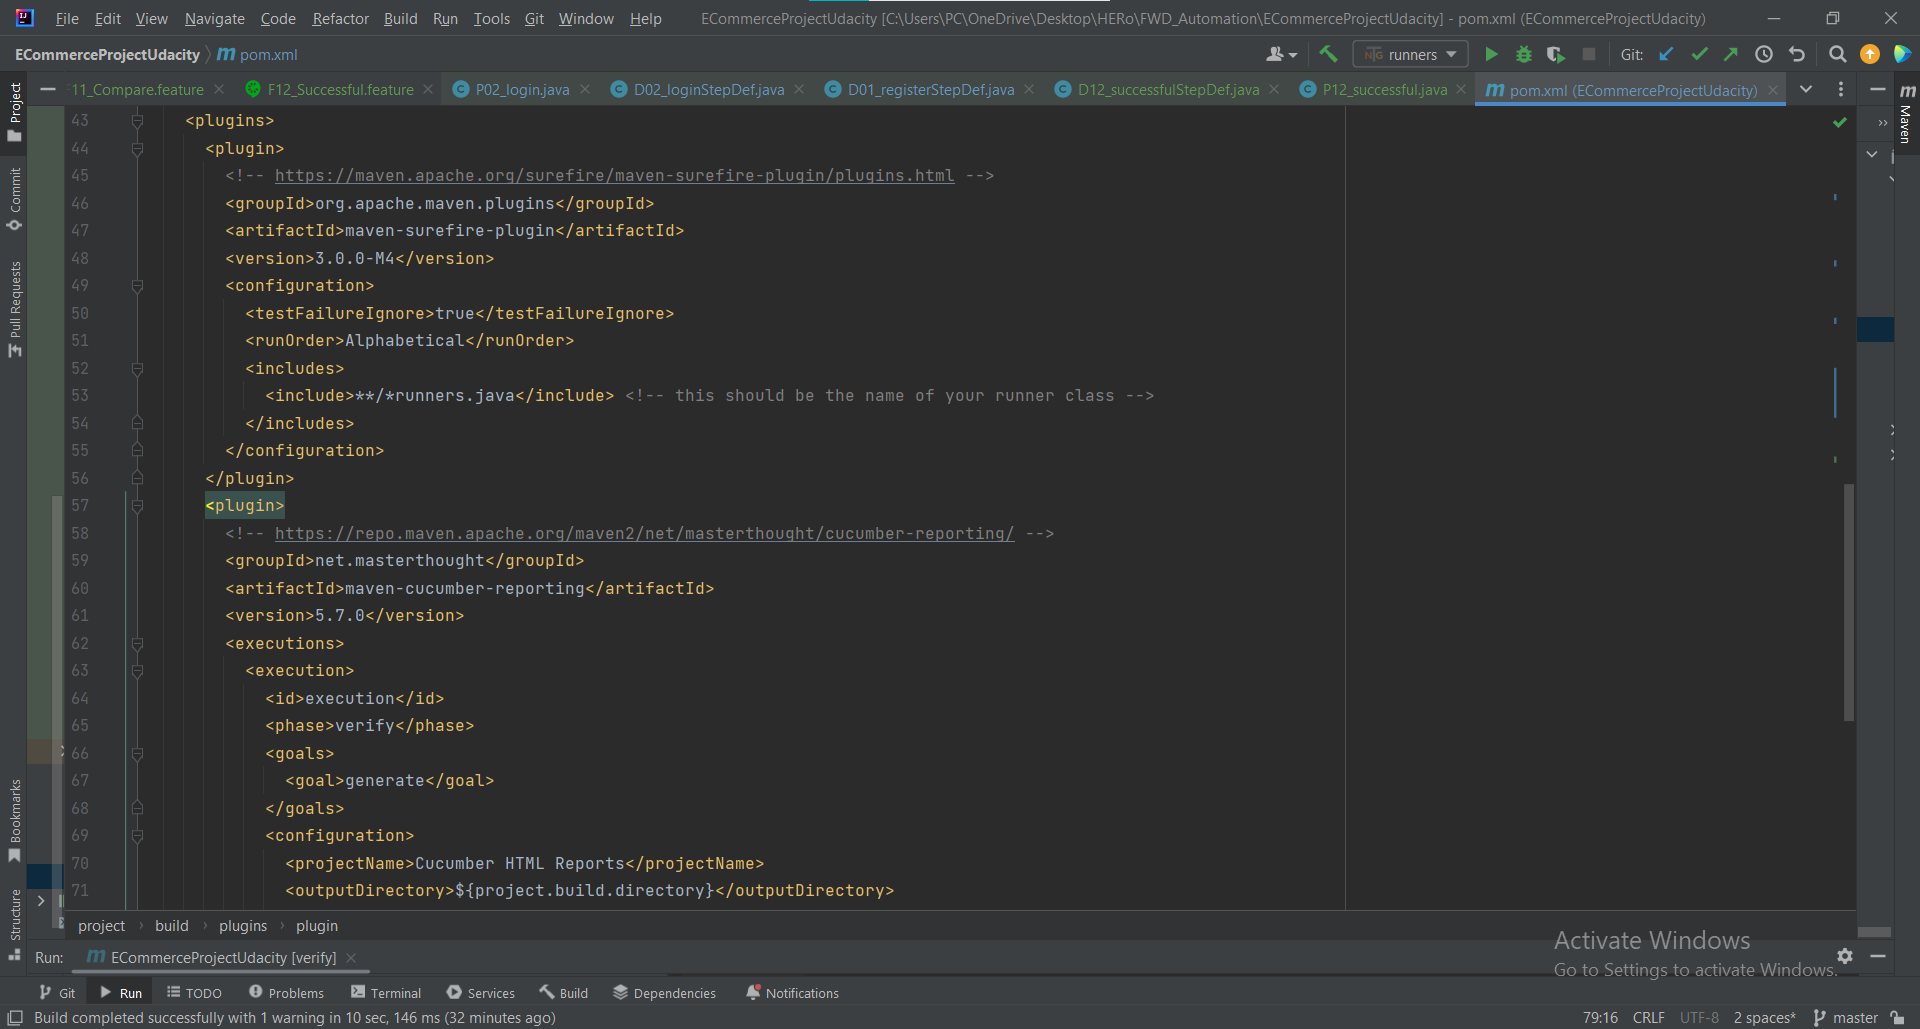 File Edit View Navigate Code Refactor Build Run Tools Git Window Help ECommerceProjectUdacity [C:\Users\PC\OneDrive\Desktop\HERo\FWD_Automation\ECommerceProjectUdacity] - pom.xml (ECommerceProjectUdacity)
ECommerceProjectUdacity m pom.xml runners Git:
11_Compare.feature F12_Successful.feature P02_login.java D02_loginStepDef.java D01_registerStepDef.java D12_successfulStepDef.java P12_successful.java pom.xml (ECommerceProjectUdacity)
Project
Commit
Pull Requests
Bookmarks
Structure
Maven
43 <plugins>
44 <plugin>
45 <!-- https://maven.apache.org/surefire/maven-surefire-plugin/plugins.html -->
46 <groupId>org.apache.maven.plugins</groupId>
47 <artifactId>maven-surefire-plugin</artifactId>
48 <version>3.0.0-M4</version>
49 <configuration>
50 <testFailureIgnore>true</testFailureIgnore>
51 <runOrder>Alphabetical</runOrder>
52 <includes>
53 <include>**/*runners.java</include> <!-- this should be the name of your runner class -->
54 </includes>
55 </configuration>
56 </plugin>
57 <plugin>
58 <!-- https://repo.maven.apache.org/maven2/net/masterthought/cucumber-reporting/ -->
59 <groupId>net.masterthought</groupId>
60 <artifactId>maven-cucumber-reporting</artifactId>
61 <version>5.7.0</version>
62 <executions>
63 <execution>
64 <id>execution</id>
65 <phase>verify</phase>
66 <goals>
67 <goal>generate</goal>
68 </goals>
69 <configuration>
70 <projectName>Cucumber HTML Reports</projectName>
71 <outputDirectory>${project.build.directory}</outputDirectory>
project › build › plugins › plugin
Activate Windows
Go to Settings to activate Windows.
Run: m ECommerceProjectUdacity [verify]
Git Run TODO Problems Terminal Services Build Dependencies Notifications
Build completed successfully with 1 warning in 10 sec, 146 ms (32 minutes ago) 79:16 CRLF UTF-8 2 spaces* master